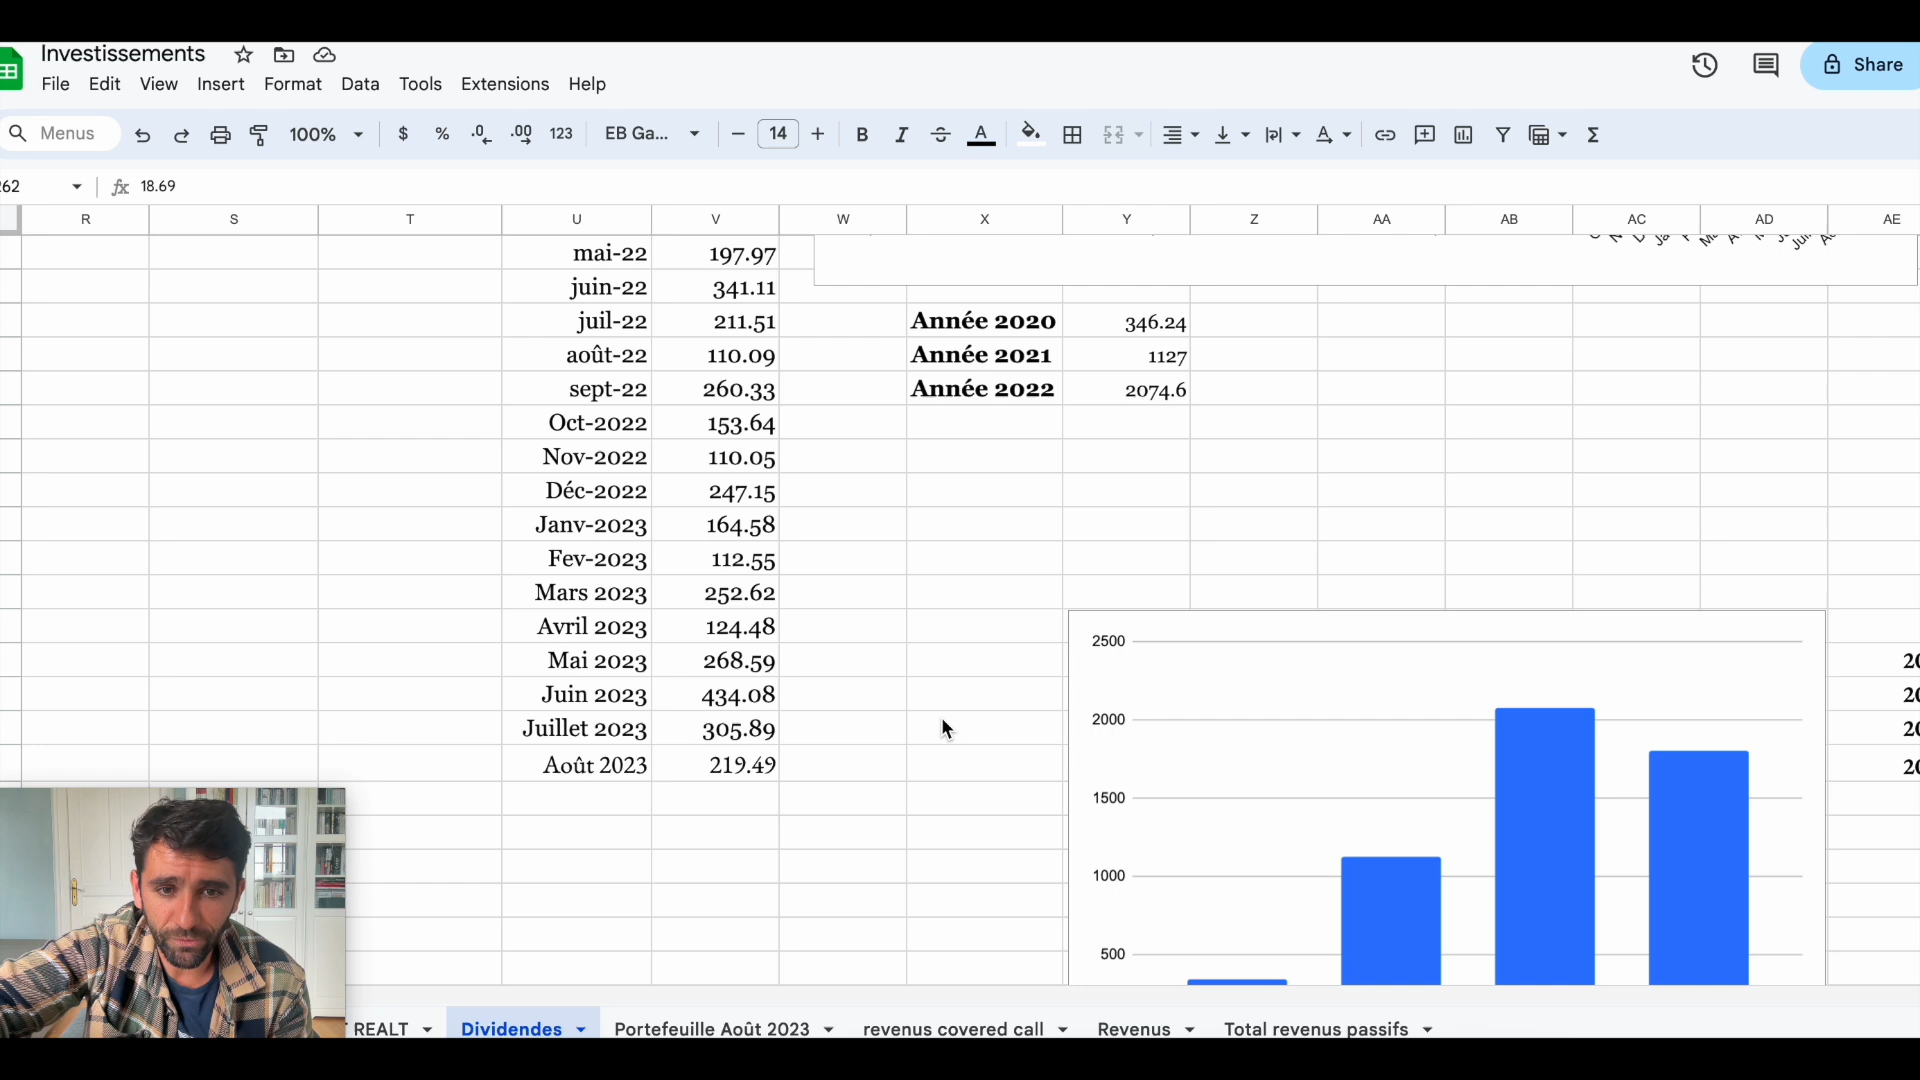 Investissements
File Edit View Insert Format Data Tools Extensions Help
Share
Menus 100% $ % .0 .00 123 EB Ga... 14 B I A
62 fx 18.69
R S T U V W X Y Z AA AB AC AD AE
mai-22 197.97
juin-22 341.11
juil-22 211.51 Année 2020 346.24
août-22 110.09 Année 2021 1127
sept-22 260.33 Année 2022 2074.6
Oct-2022 153.64
Nov-2022 110.05
Déc-2022 247.15
Janv-2023 164.58
Fev-2023 112.55
Mars 2023 252.62
Avril 2023 124.48
Mai 2023 268.59
Juin 2023 434.08
Juillet 2023 305.89
Août 2023 219.49
2500
2000
1500
1000
500
REALT Dividendes Portefeuille Août 2023 revenus covered call Revenus Total revenus passifs